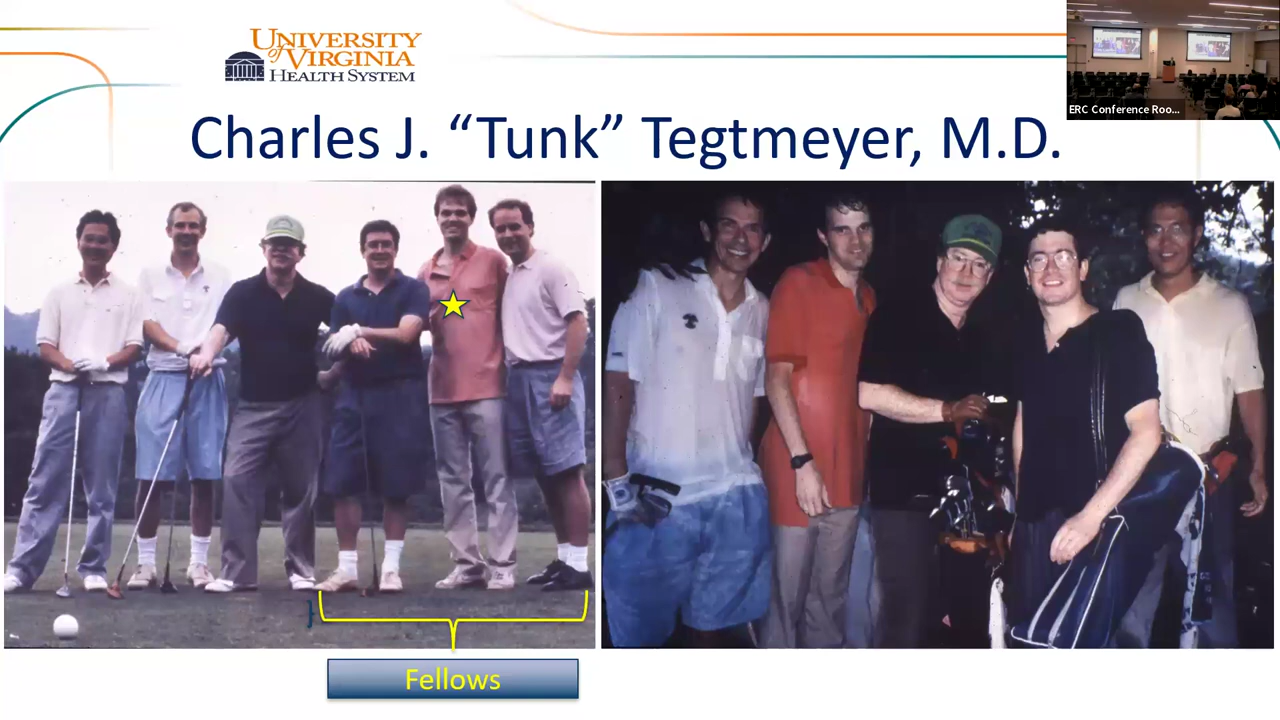 UNIVERSITY
of VIRGINIA
HEALTH SYSTEM
ERC Conference Roo...
Charles J. “Tunk” Tegtmeyer, M.D.
Fellows